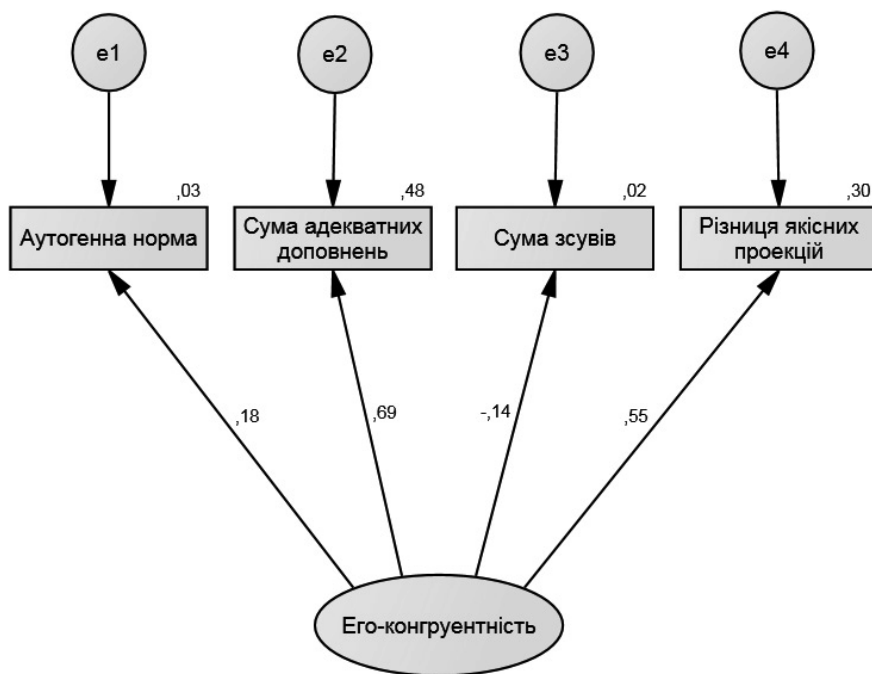 e1
e2
e3
e4
,03
,48
,02
,30
Аутогенна норма
Сума адекватних
доповнень
Сума зсувів
Різниця якісних
проекцій
,18
,69
-,14
,55
Его-конгруентність